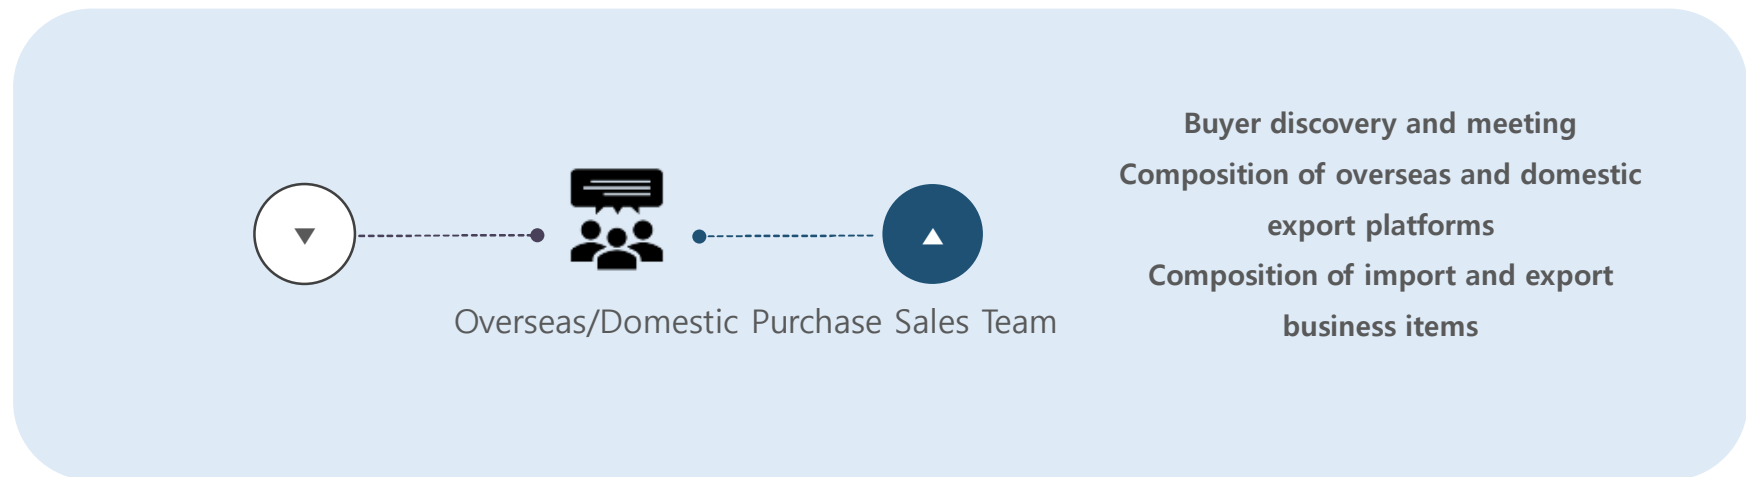 Buyer discovery and meeting
Composition of overseas and domestic
export platforms
Composition of import and export
business items
Overseas/Domestic Purchase Sales Team